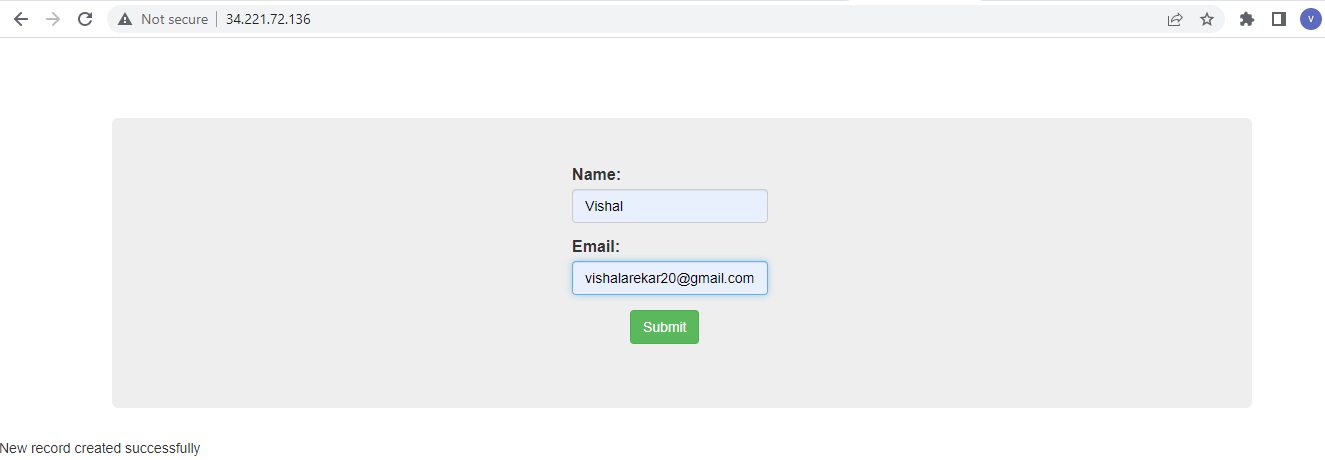 Not secure | 34.221.72.136
V
Name:
Vishal
Email:
vishalarekar20@gmail.com
Submit
New record created successfully